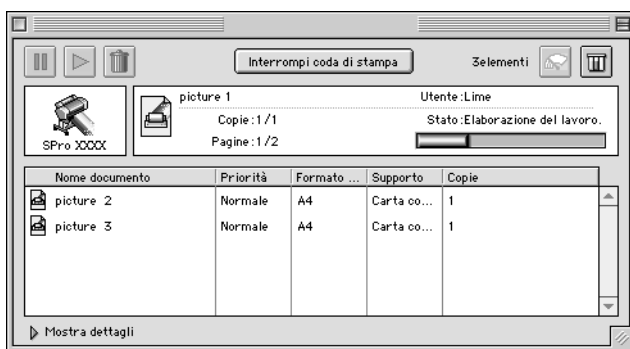 Interrompi coda di stampa
3elementi
SPro XXXX
picture 1
Utente:Lime
Copie:1/1
Stato:Elaborazione del lavoro.
Pagine:1/2
Nome documento Priorità Formato ... Supporto Copie
picture 2 Normale A4 Carta co... 1
picture 3 Normale A4 Carta co... 1
Mostra dettagli